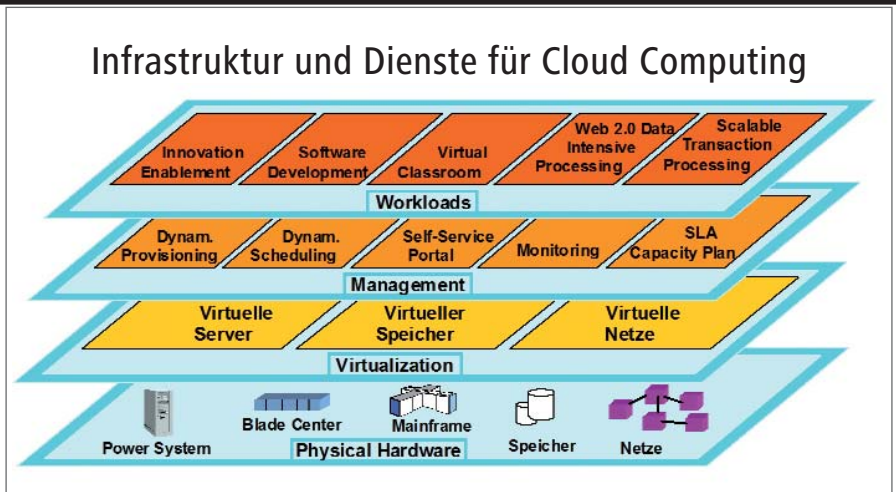 Infrastruktur und Dienste für Cloud Computing
Innovation
Enablement
Software
Development
Virtual
Classroom
Web 2.0 Data
Intensive
Processing
Scalable
Transaction
Processing
Workloads
Dynam.
Provisioning
Dynam.
Scheduling
Self-Service
Portal
Monitoring
SLA
Capacity Plan
Management
Virtuelle
Server
Virtueller
Speicher
Virtuelle
Netze
Virtualization
Power System
Blade Center
Mainframe
Speicher
Netze
Physical Hardware